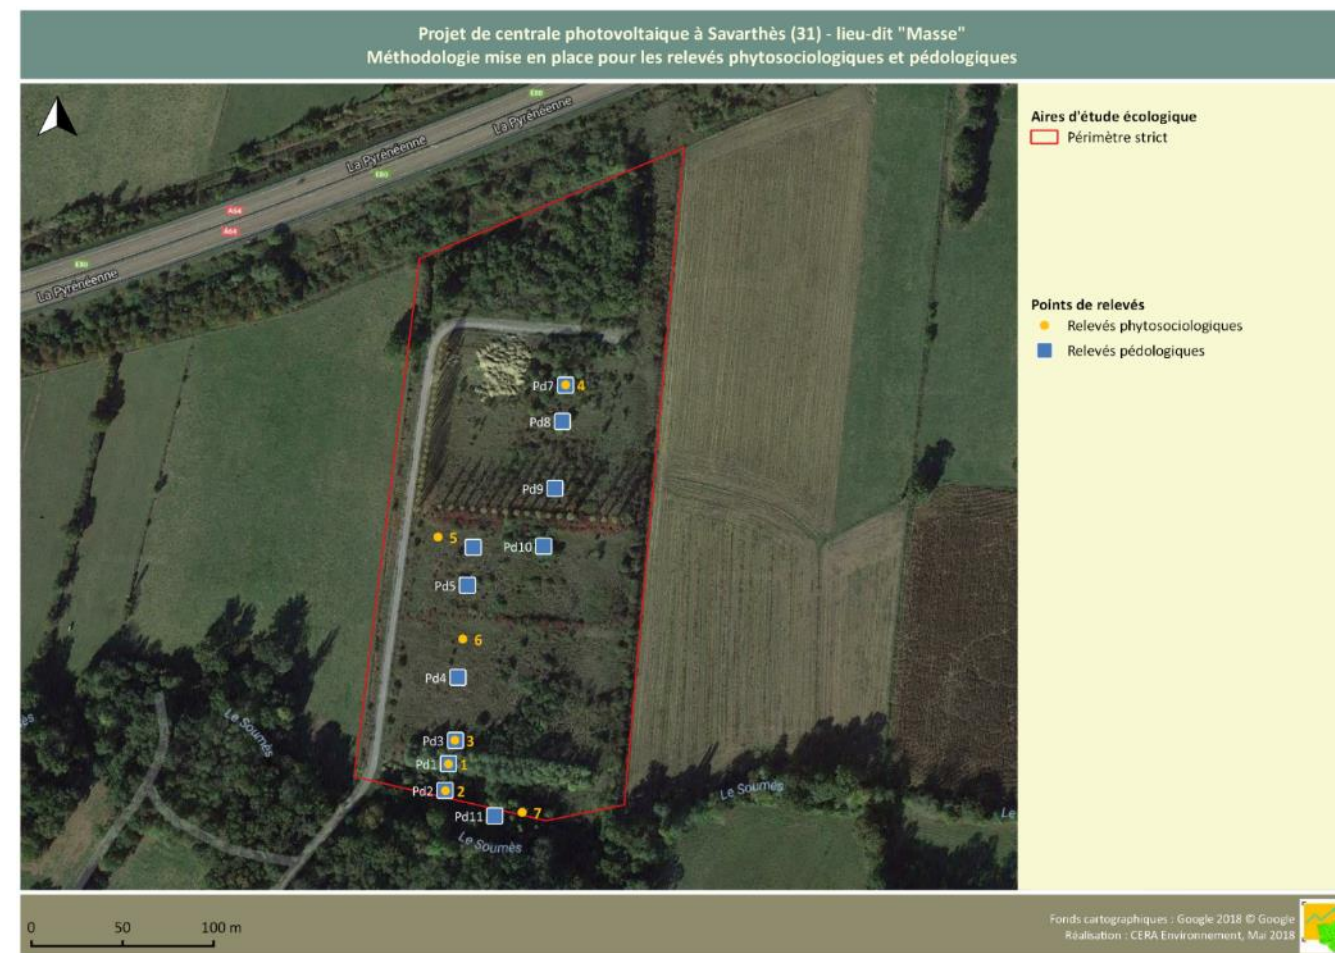 Projet de centrale photovoltaique à Savarthès (31) - lieu-dit "Masse"
Méthodologie mise en place pour les relevés phytosociologiques et pédologiques
E80
La Pyrénéenne
La Pyrénéenne
E80
A64
A64
E80
La Pyrénéenne
Aires d'étude écologique
Périmètre strict
Points de relevés
Relevés phytosociologiques
Relevés pédologiques
Pd7 4
Pd8
Pd9
5
Pd10
Pd5
6
Pd4
Pd3 3
Pd1 1
Pd2 2
Pd11 7
Le Soumès
Le Soumès
Le Soumès
Le
0 50 100 m
Fonds cartographiques : Google 2018 © Google
Réalisation : CERA Environnement, Mai 2018